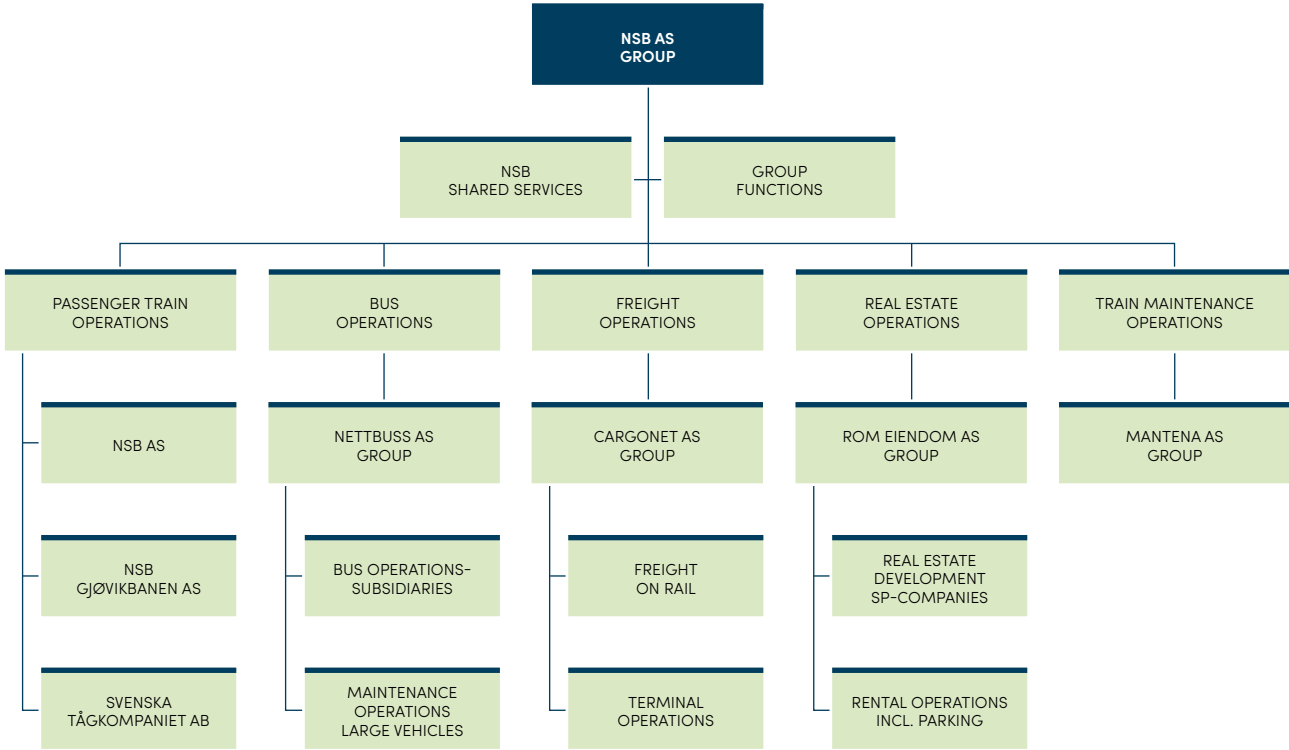 NSB AS
GROUP
NSB
SHARED SERVICES
GROUP
FUNCTIONS
PASSENGER TRAIN
OPERATIONS
BUS
OPERATIONS
FREIGHT
OPERATIONS
REAL ESTATE
OPERATIONS
TRAIN MAINTENANCE
OPERATIONS
NSB AS
NETTBUSS AS
GROUP
CARGONET AS
GROUP
ROM EIENDOM AS
GROUP
MANTENA AS
GROUP
NSB
GJØVIKBANEN AS
BUS OPERATIONS-
SUBSIDIARIES
FREIGHT
ON RAIL
REAL ESTATE
DEVELOPMENT
SP-COMPANIES
SVENSKA
TÅGKOMPANIET AB
MAINTENANCE
OPERATIONS
LARGE VEHICLES
TERMINAL
OPERATIONS
RENTAL OPERATIONS
INCL. PARKING